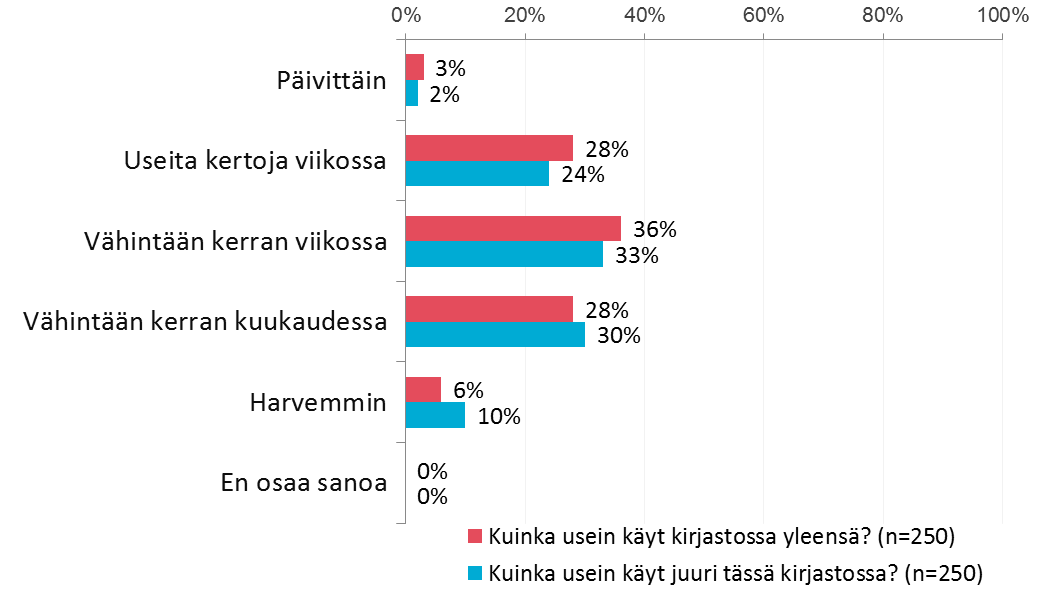 0% 20% 40% 60% 80% 100%
Päivittäin
3%
2%
Useita kertoja viikossa
28%
24%
Vähintään kerran viikossa
36%
33%
Vähintään kerran kuukaudessa
28%
30%
Harvemmin
6%
10%
En osaa sanoa
0%
0%
Kuinka usein käyt kirjastossa yleensä? (n=250)
Kuinka usein käyt juuri tässä kirjastossa? (n=250)